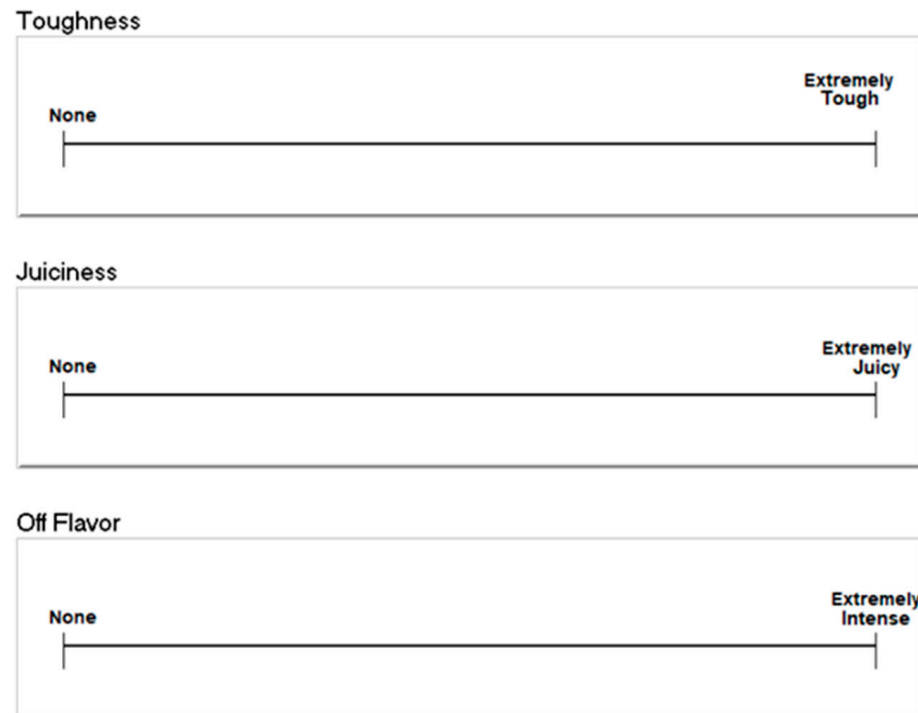 Toughness
None
Extremely
Tough
Juiciness
None
Extremely
Juicy
Off Flavor
None
Extremely
Intense